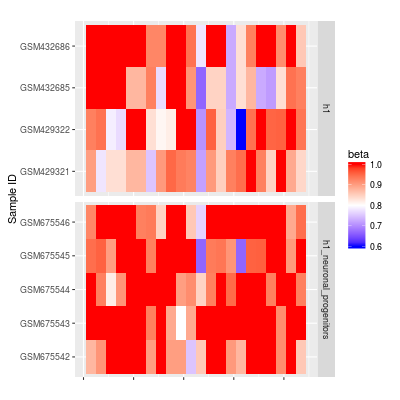 Sample ID
GSM432686
GSM432685
GSM429322
GSM429321
h1
GSM675546
GSM675545
GSM675544
GSM675543
GSM675542
h1_neuronal_progenitors
beta
1.0
0.9
0.8
0.7
0.6